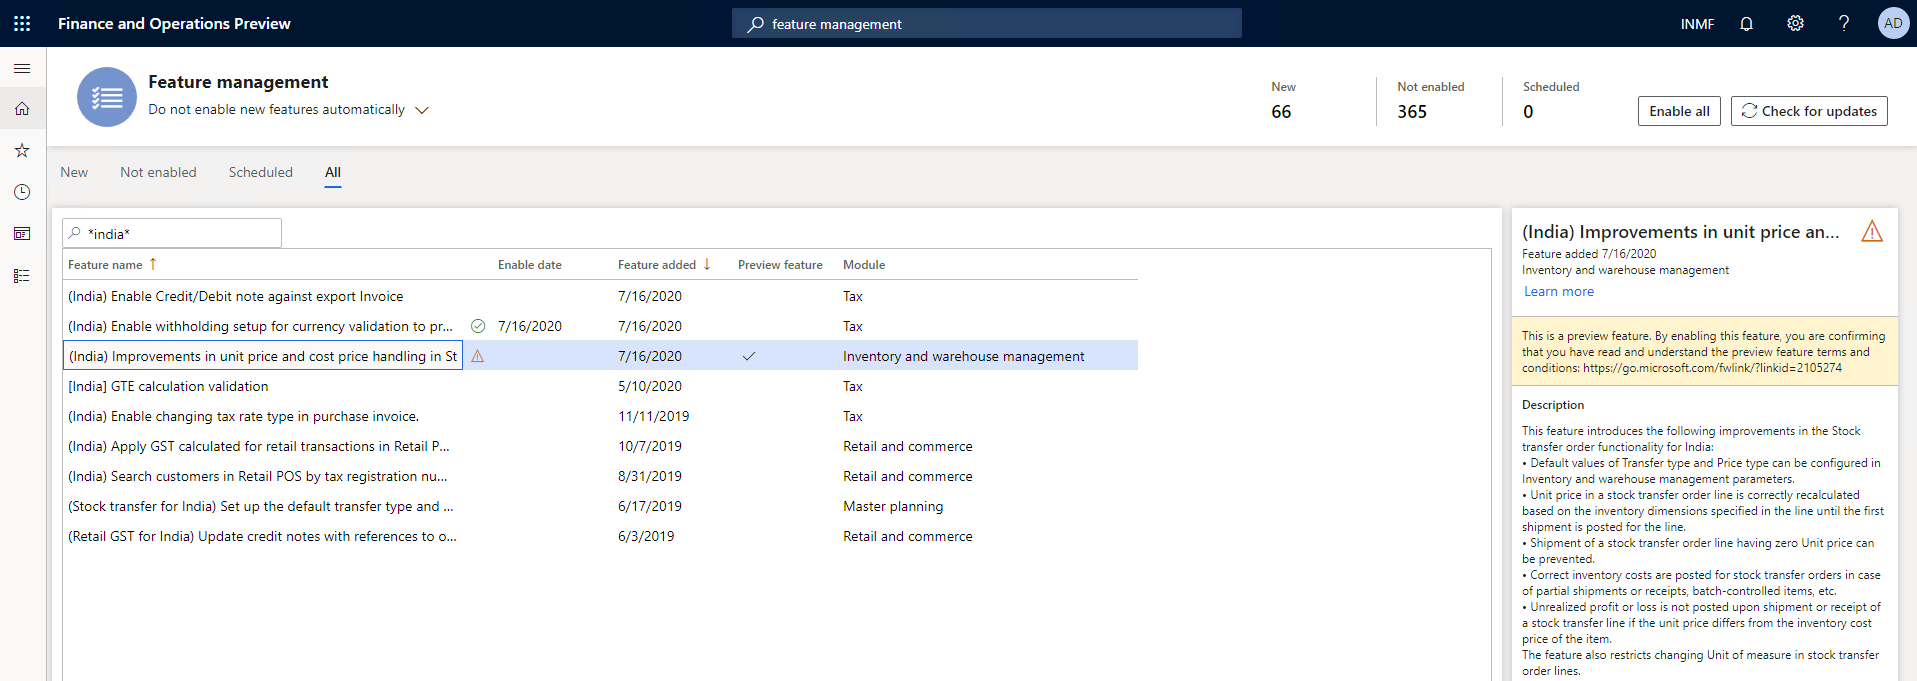 Finance and Operations Preview
feature management
INMF
?
AD
Feature management
Do not enable new features automatically
New
66
Not enabled
365
Scheduled
0
Enable all
Check for updates
New
Not enabled
Scheduled
All
*india*
Feature name ↑
Enable date
Feature added ↓
Preview feature
Module
(India) Enable Credit/Debit note against export Invoice 7/16/2020 Tax
(India) Enable withholding setup for currency validation to pr... 7/16/2020 7/16/2020 Tax
(India) Improvements in unit price and cost price handling in St 7/16/2020 Inventory and warehouse management
[India] GTE calculation validation 5/10/2020 Tax
(India) Enable changing tax rate type in purchase invoice. 11/11/2019 Tax
(India) Apply GST calculated for retail transactions in Retail P... 10/7/2019 Retail and commerce
(India) Search customers in Retail POS by tax registration nu... 8/31/2019 Retail and commerce
(Stock transfer for India) Set up the default transfer type and ... 6/17/2019 Master planning
(Retail GST for India) Update credit notes with references to o... 6/3/2019 Retail and commerce
(India) Improvements in unit price an...
Feature added 7/16/2020
Inventory and warehouse management
Learn more
This is a preview feature. By enabling this feature, you are confirming
that you have read and understand the preview feature terms and
conditions: https://go.microsoft.com/fwlink/?linkid=2105274
Description
This feature introduces the following improvements in the Stock
transfer order functionality for India:
• Default values of Transfer type and Price type can be configured in
Inventory and warehouse management parameters.
• Unit price in a stock transfer order line is correctly recalculated
based on the inventory dimensions specified in the line until the first
shipment is posted for the line.
• Shipment of a stock transfer order line having zero Unit price can
be prevented.
• Correct inventory costs are posted for stock transfer orders in case
of partial shipments or receipts, batch-controlled items, etc.
• Unrealized profit or loss is not posted upon shipment or receipt of
a stock transfer line if the unit price differs from the inventory cost
price of the item.
The feature also restricts changing Unit of measure in stock transfer
order lines.